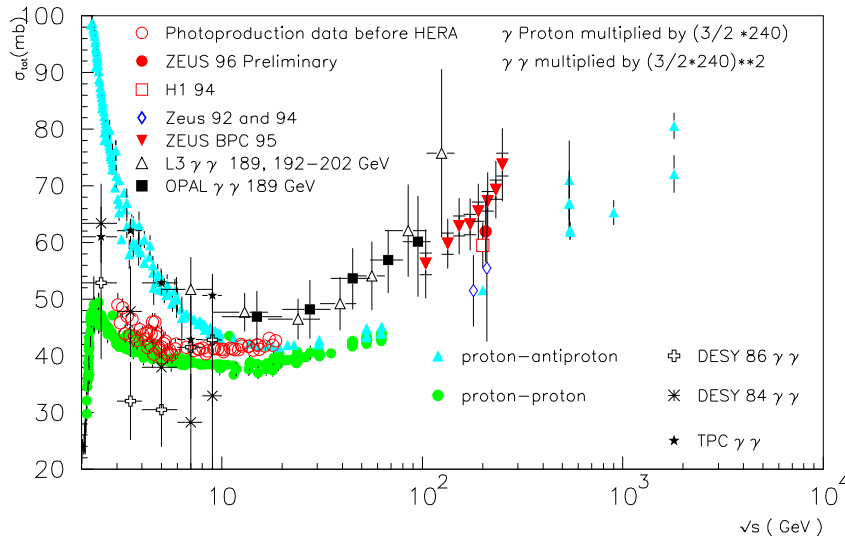 σtot(mb)
100
90
80
70
60
50
40
30
20
Photoproduction data before HERA
ZEUS 96 Preliminary
H1 94
Zeus 92 and 94
ZEUS BPC 95
L3 γ γ 189, 192−202 GeV
OPAL γ γ 189 GeV
γ Proton multiplied by (3/2 *240)
γ γ multiplied by (3/2*240)**2
proton−antiproton
proton−proton
DESY 86 γ γ
DESY 84 γ γ
TPC γ γ
10
10²
10³
10⁴
√s ( GeV)